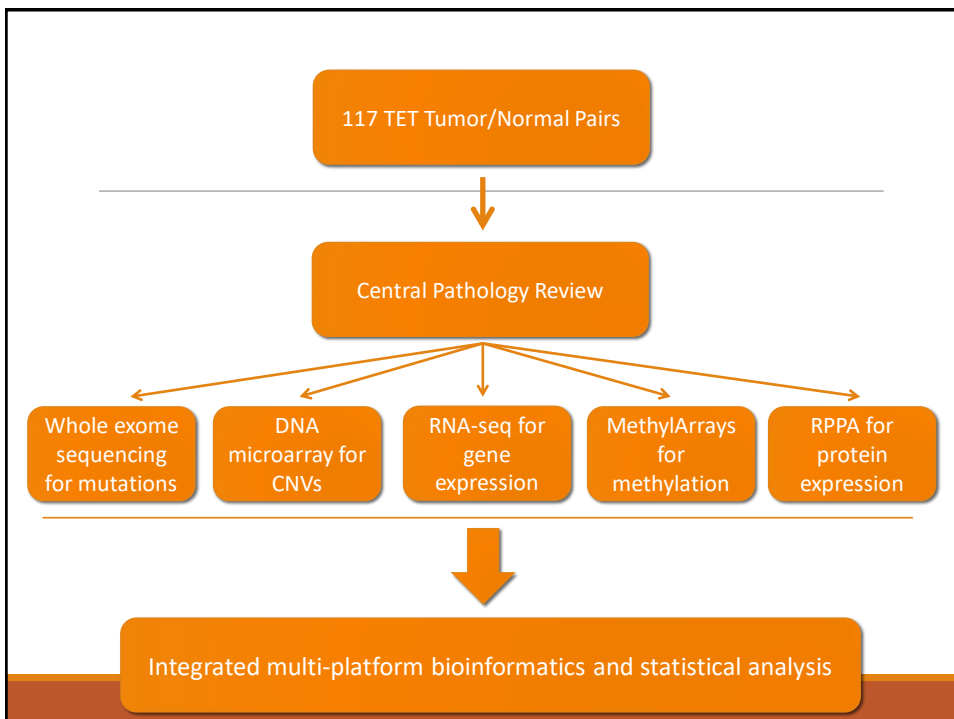 117 TET Tumor/Normal Pairs
Central Pathology Review
Whole exome
sequencing
for mutations
DNA
microarray for
CNVs
RNA-seq for
gene
expression
MethylArrays
for
methylation
RPPA for
protein
expression
Integrated multi-platform bioinformatics and statistical analysis